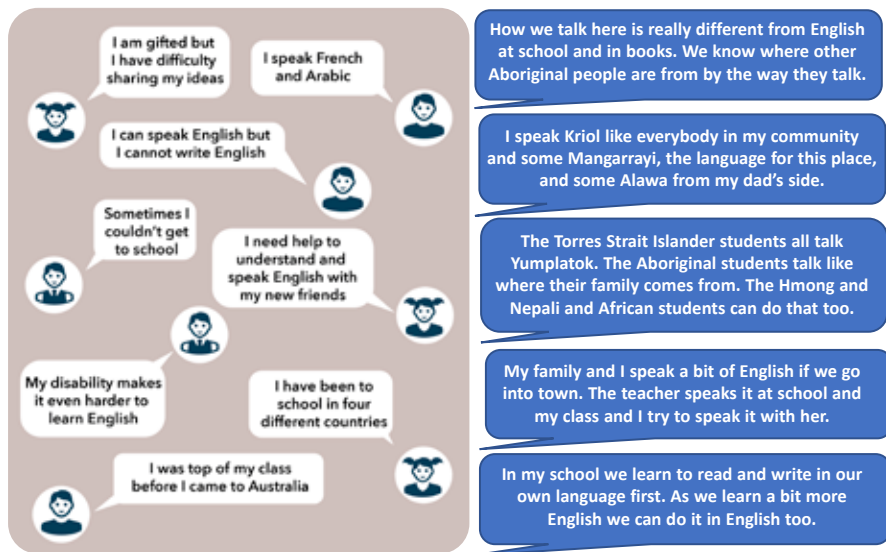 I am gifted but
I have difficulty
sharing my ideas
I speak French
and Arabic
I can speak English but
I cannot write English
Sometimes I
couldn't get
to school
I need help to
understand and
speak English with
my new friends
My disability makes
it even harder to
learn English
I have been to
school in four
different countries
I was top of my class
before I came to Australia
How we talk here is really different from English
at school and in books. We know where other
Aboriginal people are from by the way they talk.
I speak Kriol like everybody in my community
and some Mangarrayi, the language for this place,
and some Alawa from my dad's side.
The Torres Strait Islander students all talk
Yumplatok. The Aboriginal students talk like
where their family comes from. The Hmong and
Nepali and African students can do that too.
My family and I speak a bit of English if we go
into town. The teacher speaks it at school and
my class and I try to speak it with her.
In my school we learn to read and write in our
own language first. As we learn a bit more
English we can do it in English too.